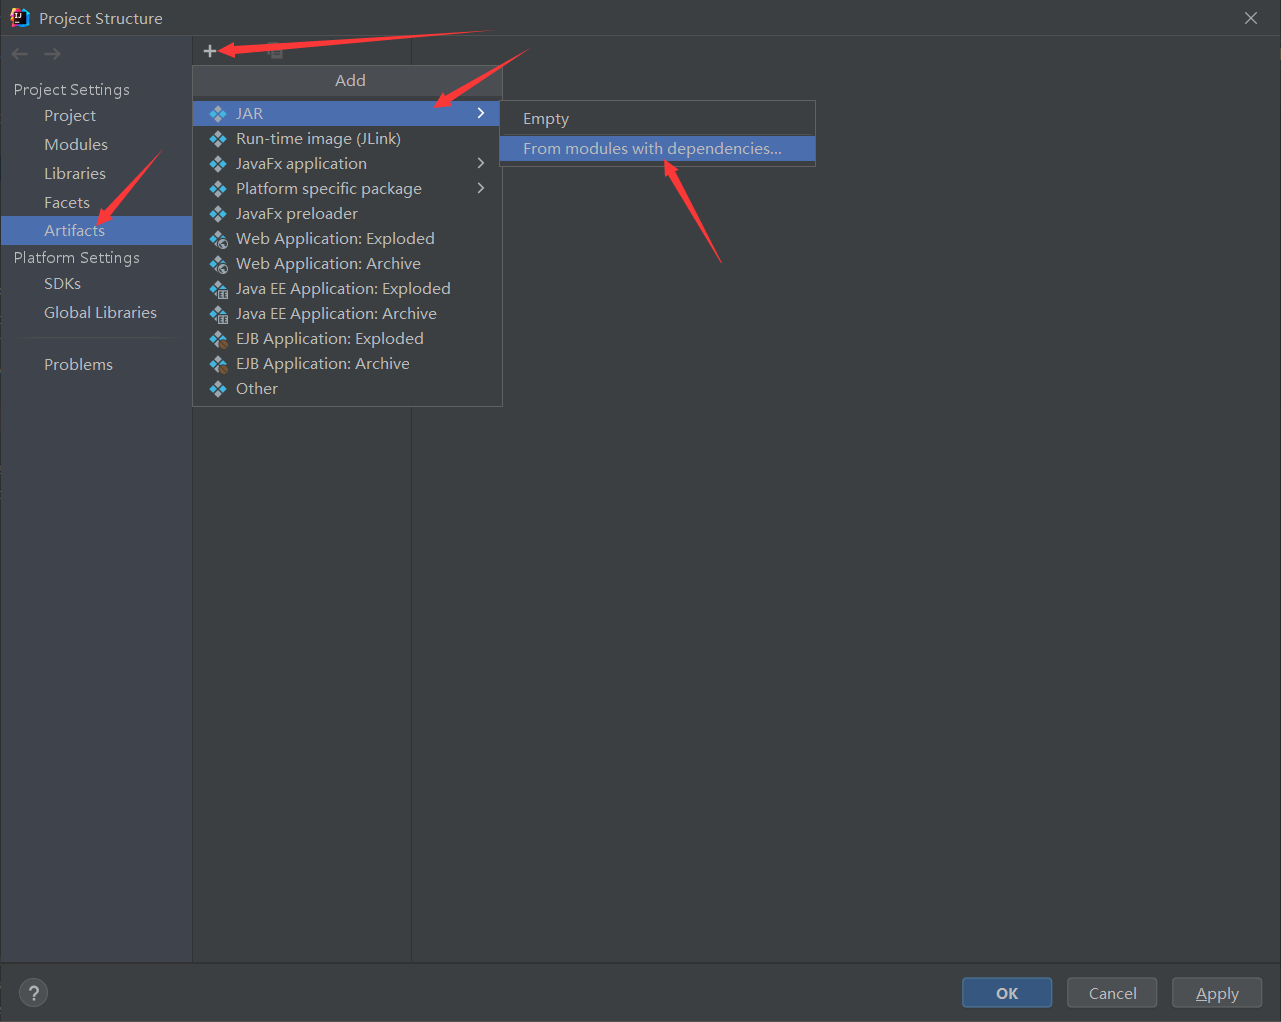 Project Structure
Project Settings
Project
Modules
Libraries
Facets
Artifacts
Platform Settings
SDKs
Global Libraries
Problems
Add
JAR
Run-time image (JLink)
JavaFx application
Platform specific package
JavaFx preloader
Web Application: Exploded
Web Application: Archive
Java EE Application: Exploded
Java EE Application: Archive
EJB Application: Exploded
EJB Application: Archive
Other
Empty
From modules with dependencies...
?
OK
Cancel
Apply